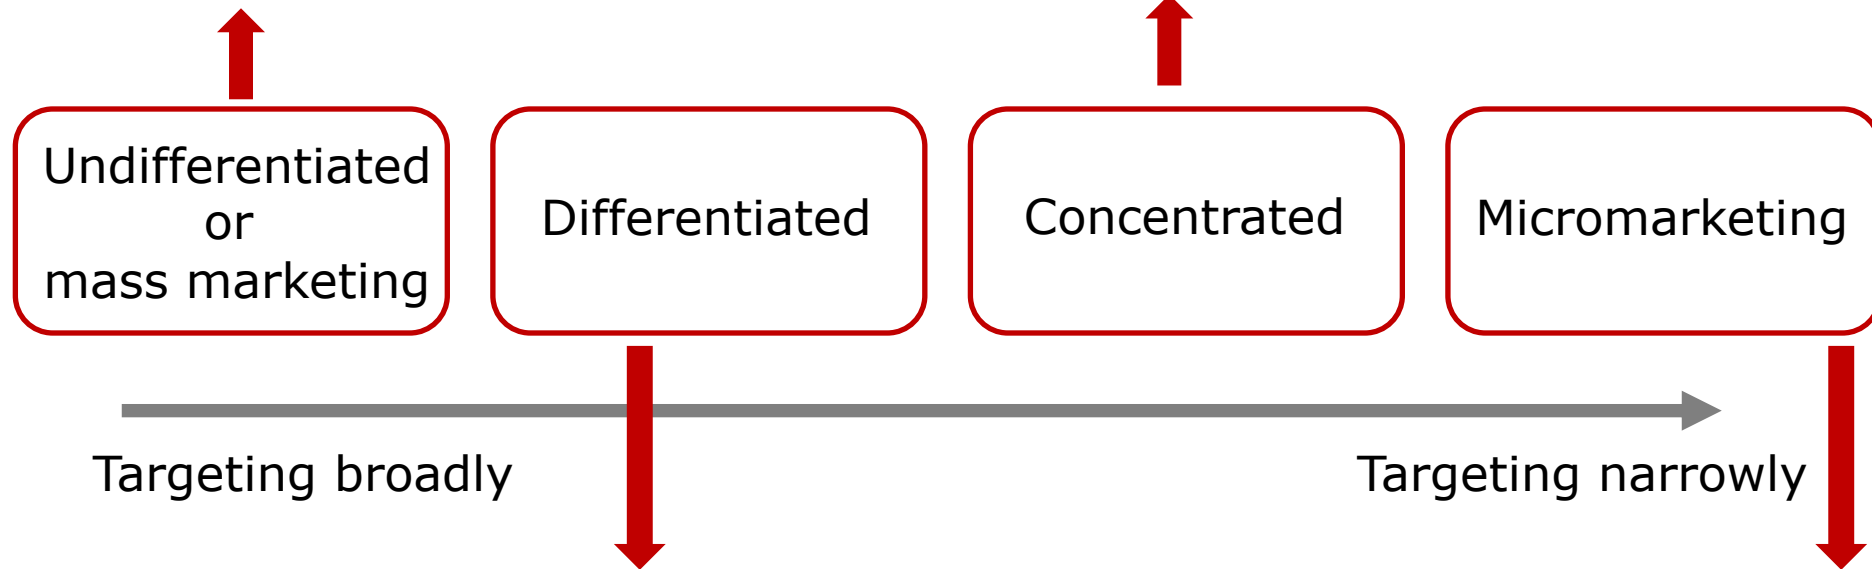 Undifferentiated
or
mass marketing
Differentiated
Concentrated
Micromarketing
Targeting broadly
Targeting narrowly